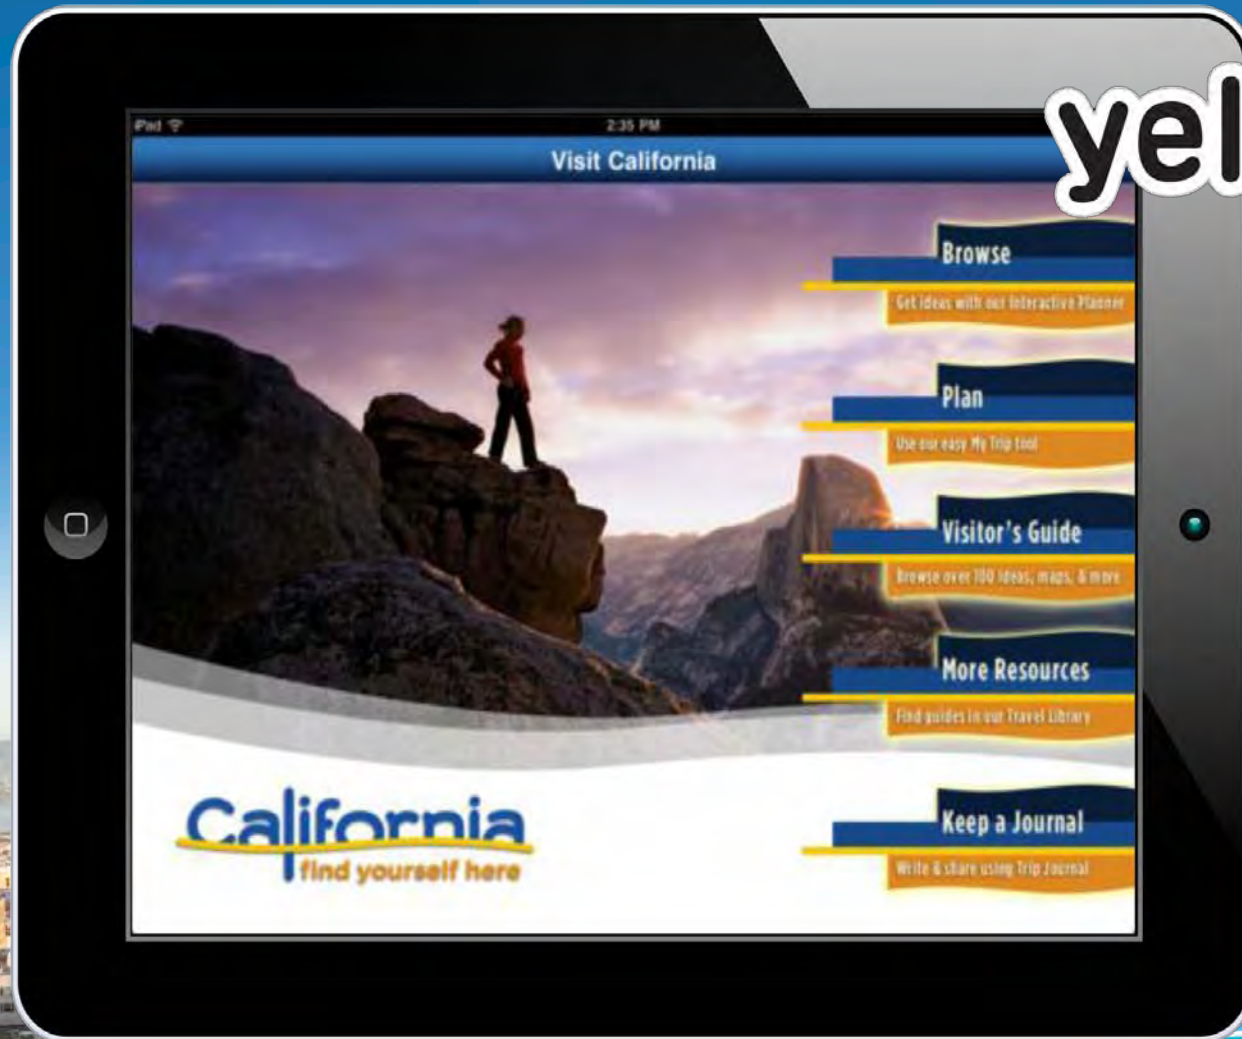 iPad
2:35 PM
yel
Visit California
Browse
Get ideas with our Interactive Planner
Plan
Use our easy My Trip tool
Visitor's Guide
Browse over 100 ideas, maps, & more
More Resources
Find guides in our Travel Library
Keep a Journal
Write & share using Trip Journal
California
find yourself here